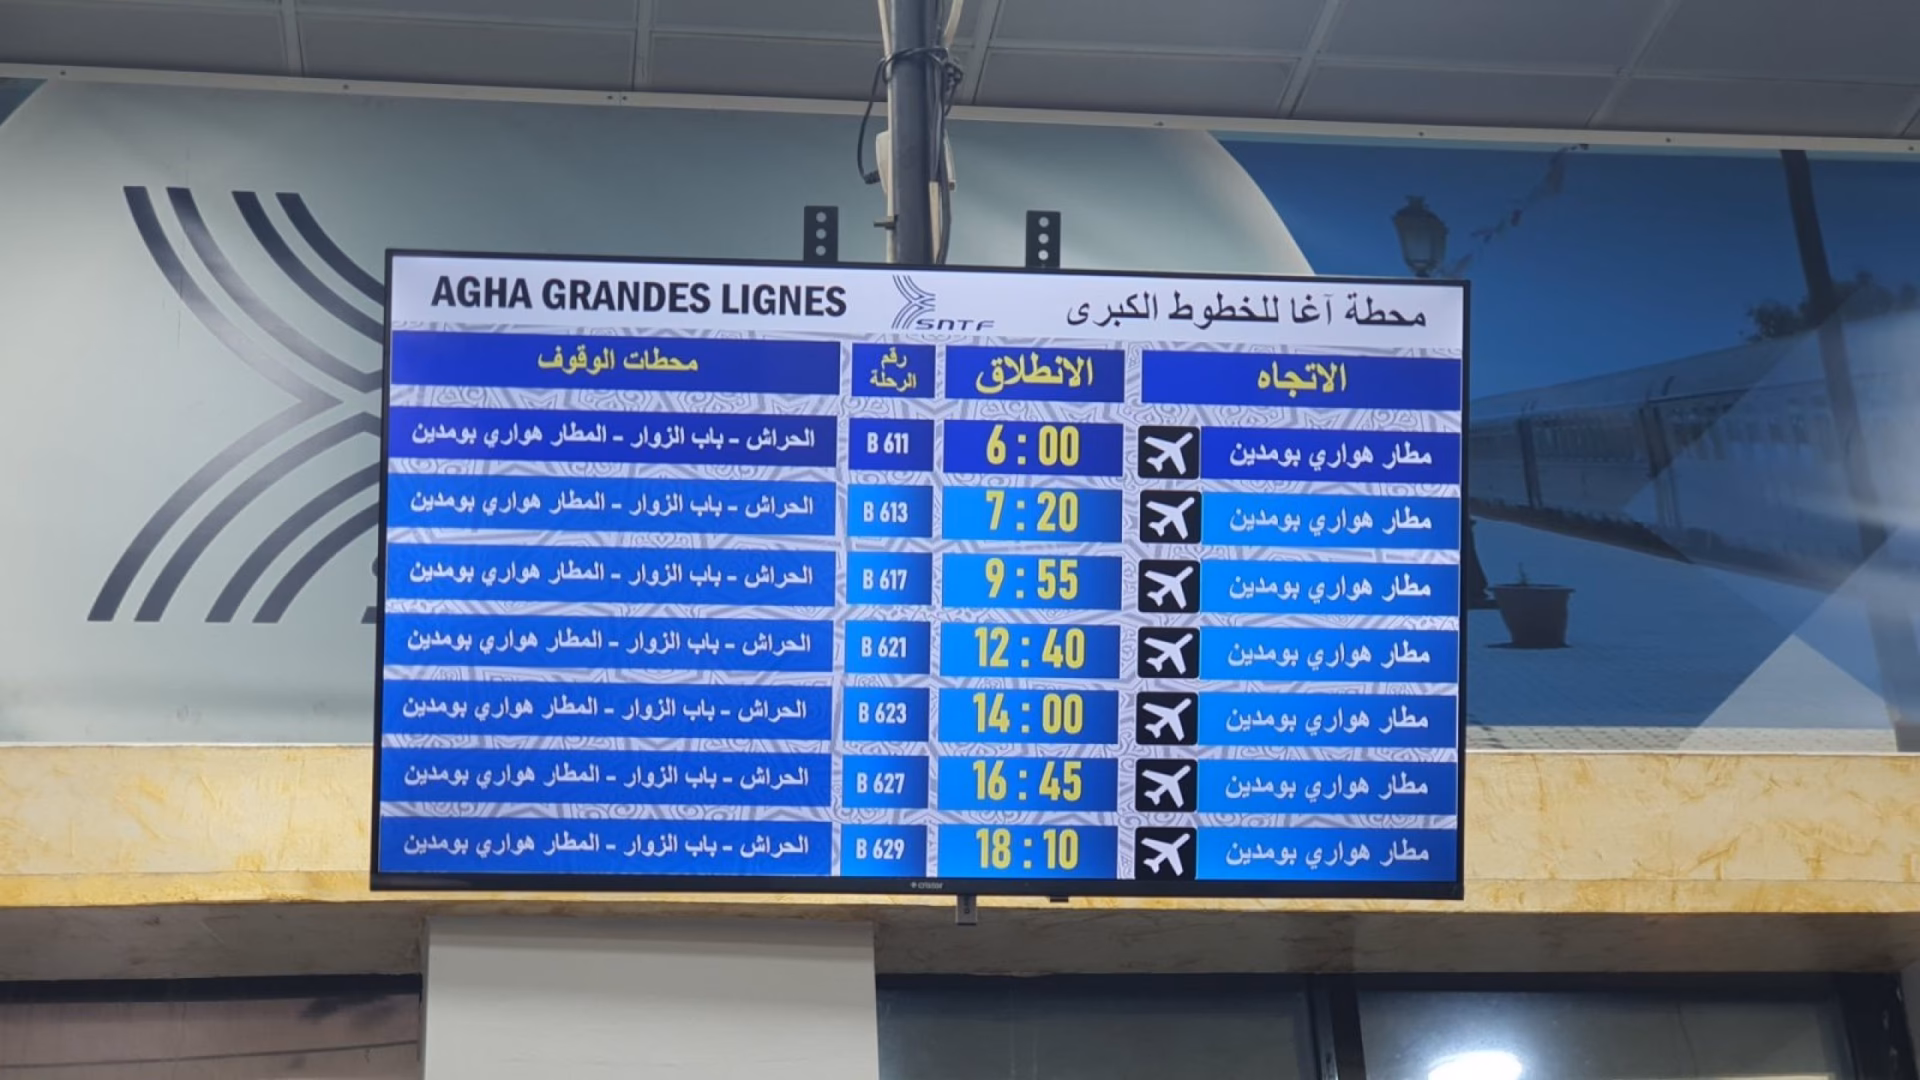 AGHA GRANDES LIGNES SNTF محطة آغا للخطوط الكبرى
الاتجاه الانطلاق رقم الرحلة محطات الوقوف
مطار هواري بومدين 6 : 00 B 611 الحراش - باب الزوار - المطار هواري بومدين
مطار هواري بومدين 7 : 20 B 613 الحراش - باب الزوار - المطار هواري بومدين
مطار هواري بومدين 9 : 55 B 617 الحراش - باب الزوار - المطار هواري بومدين
مطار هواري بومدين 12 : 40 B 621 الحراش - باب الزوار - المطار هواري بومدين
مطار هواري بومدين 14 : 00 B 623 الحراش - باب الزوار - المطار هواري بومدين
مطار هواري بومدين 16 : 45 B 627 الحراش - باب الزوار - المطار هواري بومدين
مطار هواري بومدين 18 : 10 B 629 الحراش - باب الزوار - المطار هواري بومدين
cristor